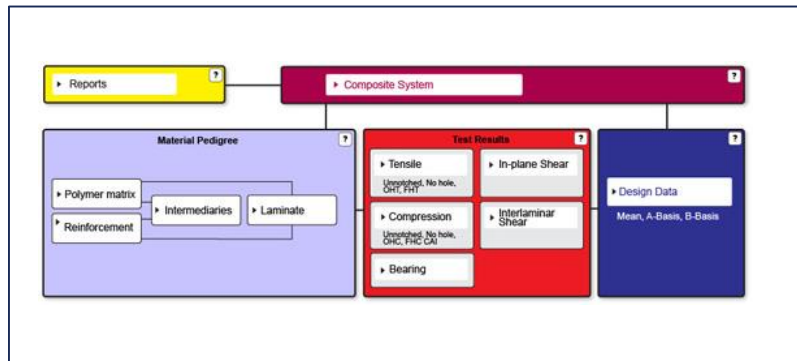 Reports
?
Composite System
?
Material Pedigree
?
Polymer matrix
Reinforcement
Intermediaries
Laminate
Test Results
?
Tensile
Unnotched, No hole,
OHT, FHT
In-plane Shear
Compression
Unnotched, No hole,
OHC, FHC CAI
Interlaminar
Shear
Bearing
?
Design Data
Mean, A-Basis, B-Basis